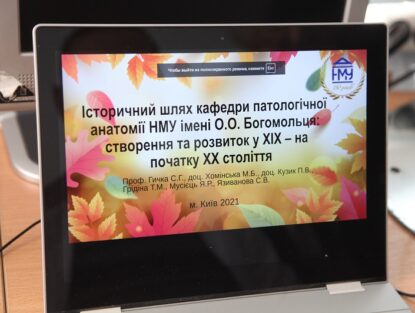 Чтобы выйти из полноэкранного режима, нажмите Esc
НМУ
Історичний шлях кафедри патологічної
анатомії НМУ імені О.О. Богомольця:
створення та розвиток у ХІХ – на
початку ХХ століття
Проф. Гичка С.Г., доц. Хомінська М.Б., доц. Кузик П.В.,
Грідіна Т.М., Мусієць Я.Р., Язиванова С.В.
м. Київ 2021